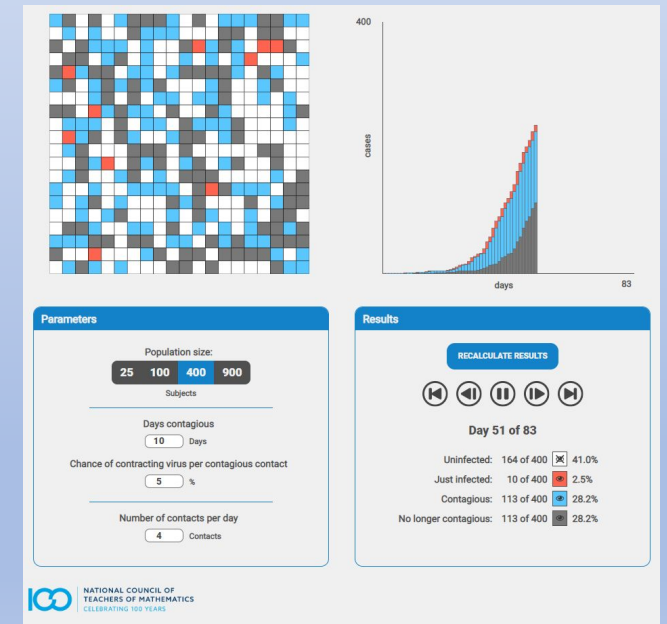 400
cases
days
83
Parameters
Population size:
25 100 400 900
Subjects
Days contagious
10 Days
Chance of contracting virus per contagious contact
5 %
Number of contacts per day
4 Contacts
Results
RECALCULATE RESULTS
Day 51 of 83
Uninfected: 164 of 400 41.0%
Just infected: 10 of 400 2.5%
Contagious: 113 of 400 28.2%
No longer contagious: 113 of 400 28.2%
100
NATIONAL COUNCIL OF
TEACHERS OF MATHEMATICS
CELEBRATING 100 YEARS